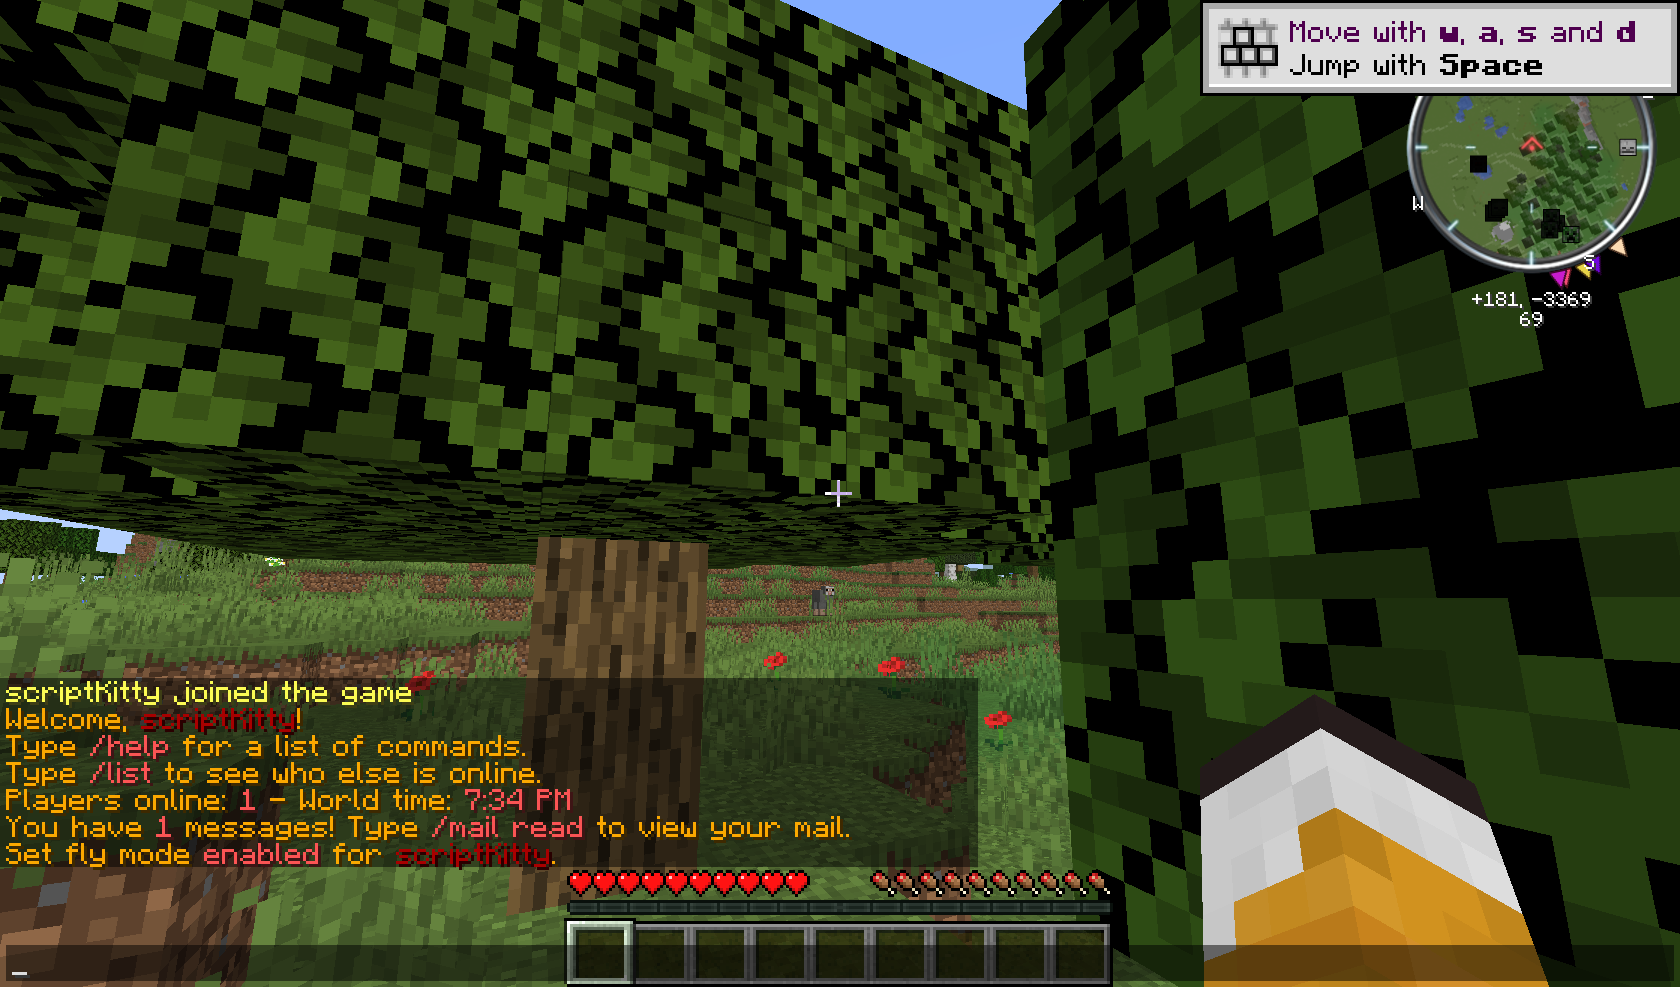 Move with w, a, s and d
Jump with Space
W
S
+181, -3369
69
scriptKitty joined the game
Welcome, scriptKitty!
Type /help for a list of commands.
Type /list to see who else is online.
Players online: 1 - World time: 7:34 PM
You have 1 messages! Type /mail read to view your mail.
Set fly mode enabled for scriptKitty.
_